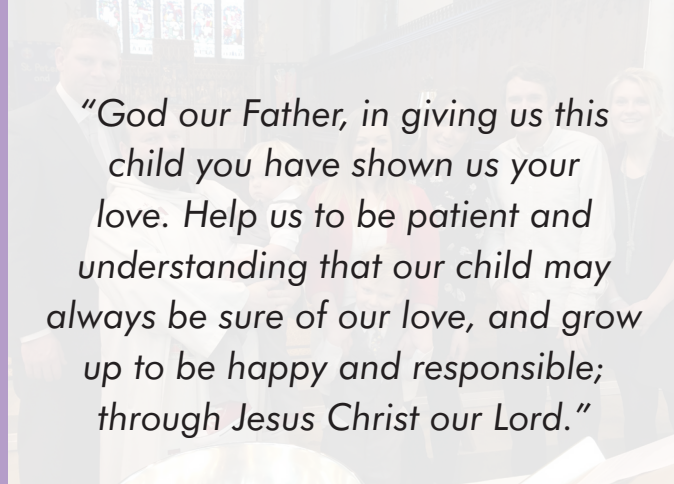 “God our Father, in giving us this
child you have shown us your
love. Help us to be patient and
understanding that our child may
always be sure of our love, and grow
up to be happy and responsible;
through Jesus Christ our Lord.”